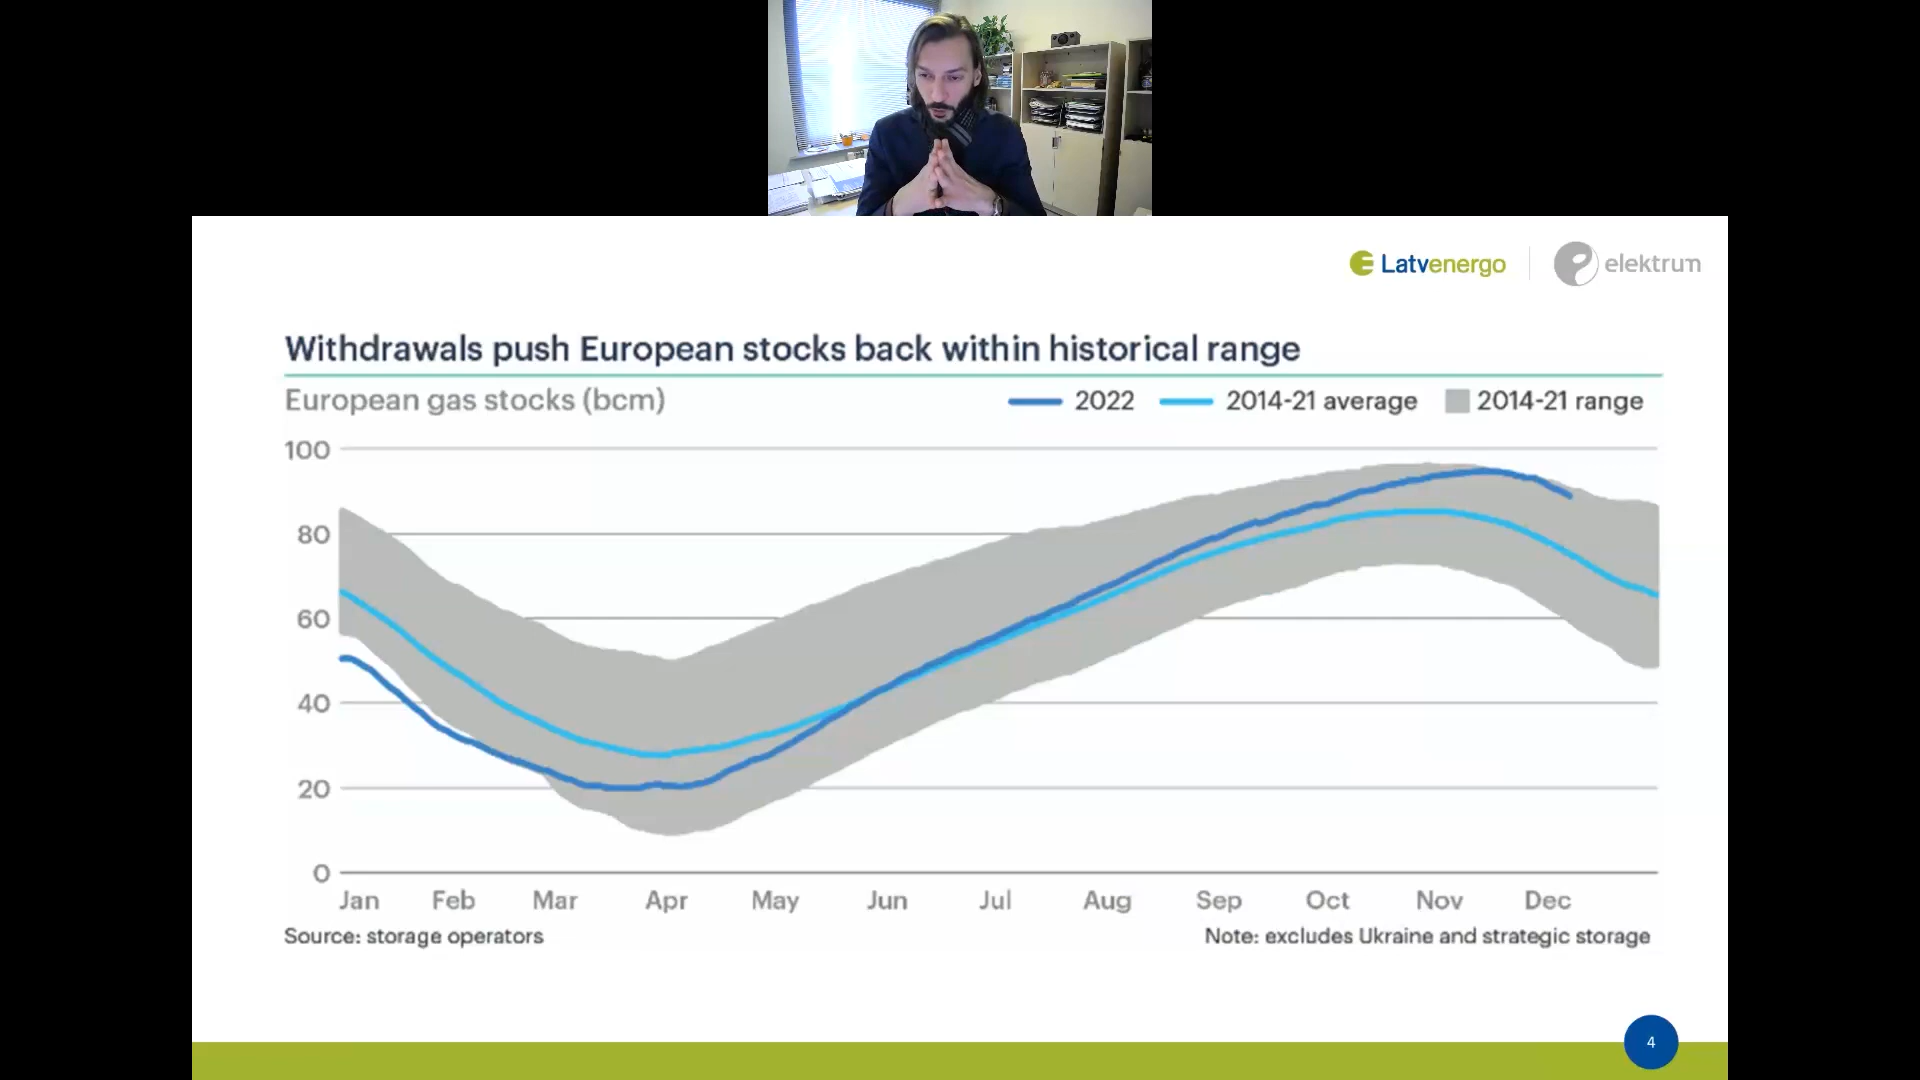 Latvenergo elektrum
Withdrawals push European stocks back within historical range
European gas stocks (bcm) 2022 2014-21 average 2014-21 range
100
80
60
40
20
0
Jan Feb Mar Apr May Jun Jul Aug Sep Oct Nov Dec
Source: storage operators Note: excludes Ukraine and strategic storage
4